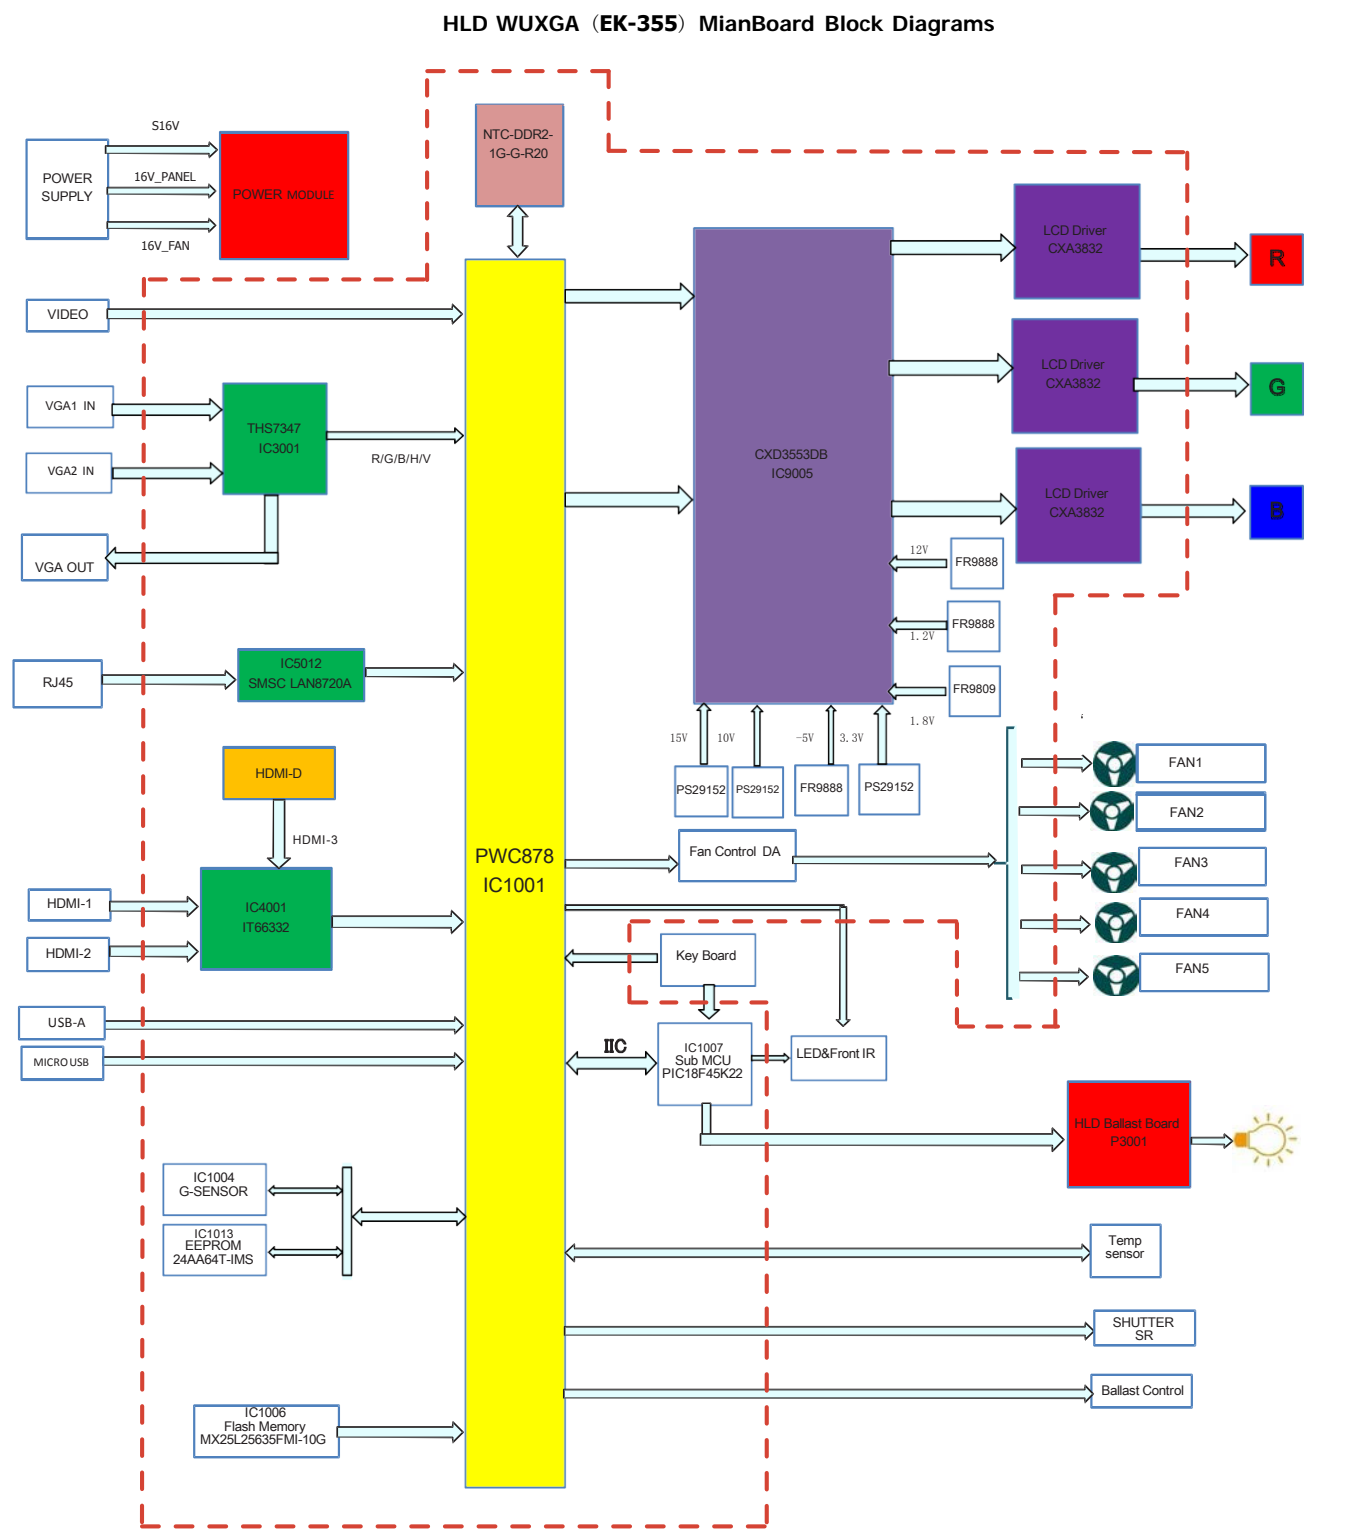 HLD WUXGA (EK-355) MianBoard Block Diagrams
NTC-DDR2-
1G-G-R20
S16V
POWER
SUPPLY
16V_PANEL
POWER MODULE
16V_FAN
LCD Driver
CXA3832
R
VIDEO
LCD Driver
CXA3832
G
VGA1 IN
THS7347
IC3001
R/G/B/H/V
VGA2 IN
CXD3553DB
IC9005
LCD Driver
CXA3832
B
VGA OUT
12V
FR9888
1.2V
FR9888
RJ45
IC5012
SMSC LAN8720A
FR9809
1.8V
15V
10V
-5V
3.3V
PS29152
PS29152
FR9888
PS29152
HDMI-D
HDMI-3
FAN1
FAN2
FAN3
FAN4
FAN5
PWC878
IC1001
Fan Control DA
HDMI-1
HDMI-2
IC4001
IT66332
Key Board
USB-A
MICRO USB
IIC
IC1007
Sub MCU
PIC18F45K22
LED&Front IR
HLD Ballast Board
P3001
IC1004
G-SENSOR
IC1013
EEPROM
24AA64T-IMS
Temp
sensor
SHUTTER
SR
Ballast Control
IC1006
Flash Memory
MX25L25635FMI-10G